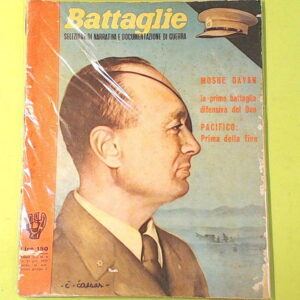 Battaglie
SELEZIONE DI NARRATIVA E DOCUMENTAZIONE DI GUERRA
MOSHE DAYAN
la prima battaglia
difensiva del Don
PACIFICO:
Prima della fine
Lire 150